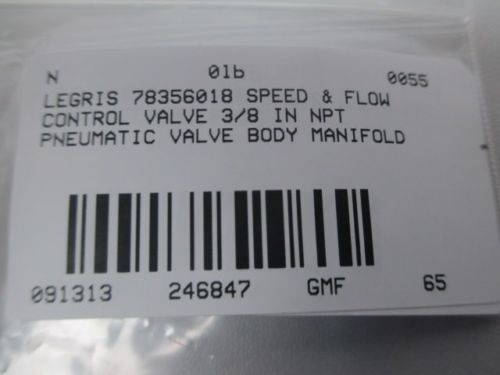 N 01b 0055
LEGRIS 78356018 SPEED & FLOW
CONTROL VALVE 3/8 IN NPT
PNEUMATIC VALVE BODY MANIFOLD
091313 246847 GMF 65